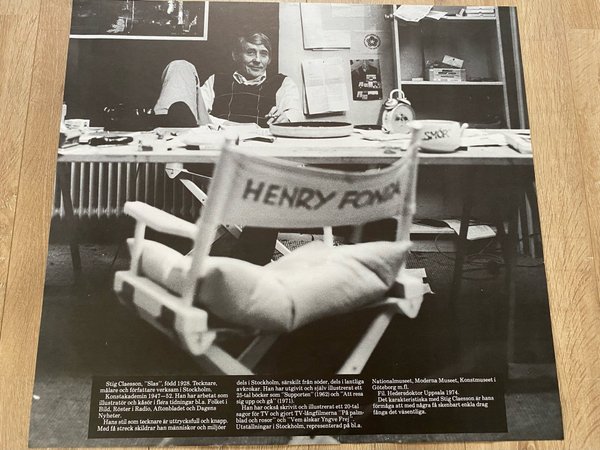 SMÖR
HENRY FONDA
Stig Claesson, "Slas", född 1928. Tecknare,
målare och författare verksam i Stockholm.
Konstakademin 1947—52. Han har arbetat som
illustratör och kåsör i flera tidningar bl.a. Folket i
Bild, Röster i Radio, Aftonbladet och Dagens
Nyheter.
Hans stil som tecknare är uttrycksfull och knapp.
Med få streck skildrar han människor och miljöer
dels i Stockholm, särskilt från söder, dels i lantliga
avkrokar. Han har utgivit och själv illustrerat ett
25-tal böcker som "Supporten" (1962) och "Att resa
sig upp och gå" (1971).
Han har också skrivit och illustrerat ett 20-tal
sagor för TV och gjort TV-långfilmerna "På palm-
blad och rosor" och "Vem älskar Yngve Frej".
Utställningar i Stockholm, representerad på bl.a.
Nationalmuseet, Moderna Museet, Konstmuseet i
Göteborg m.fl.
Fil. Hedersdoktor Uppsala 1974.
Det karakteristiska med Stig Claesson är hans
förmåga att med några få skenbart enkla drag
fånga det väsentliga.